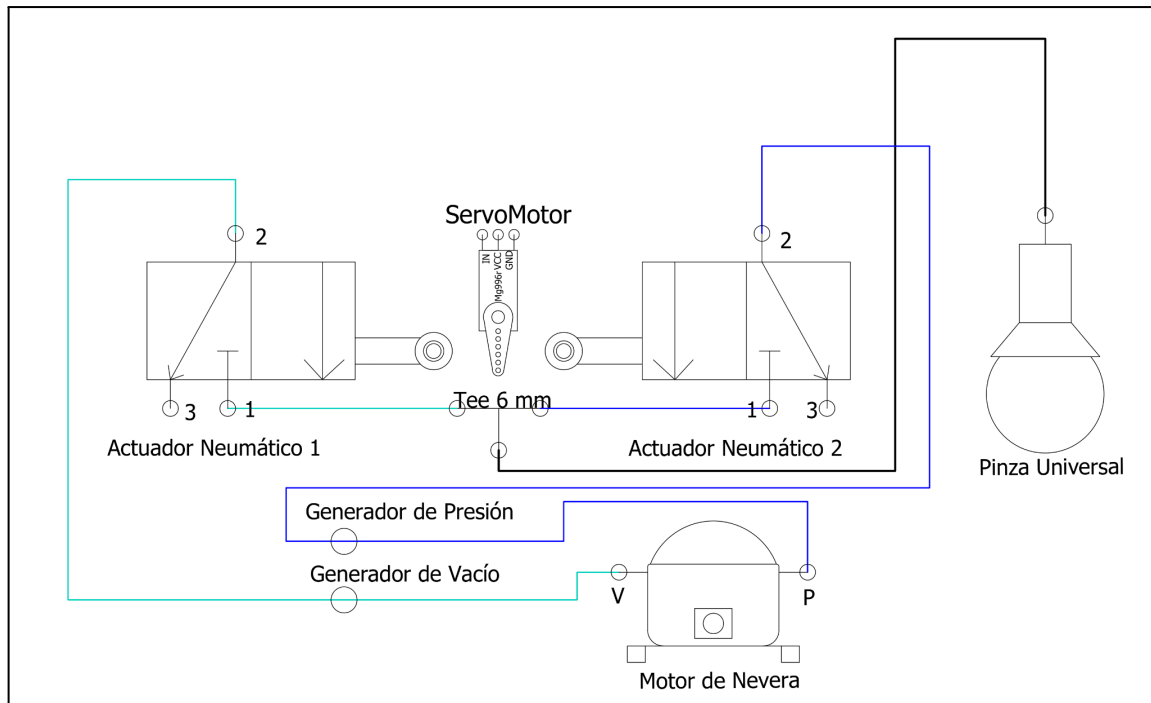 ServoMotor
IN
VCC
GND
Mg996r
2
2
3
1
Tee 6 mm
1
3
Actuador Neumático 1
Actuador Neumático 2
Pinza Universal
Generador de Presión
Generador de Vacío
V
P
Motor de Nevera